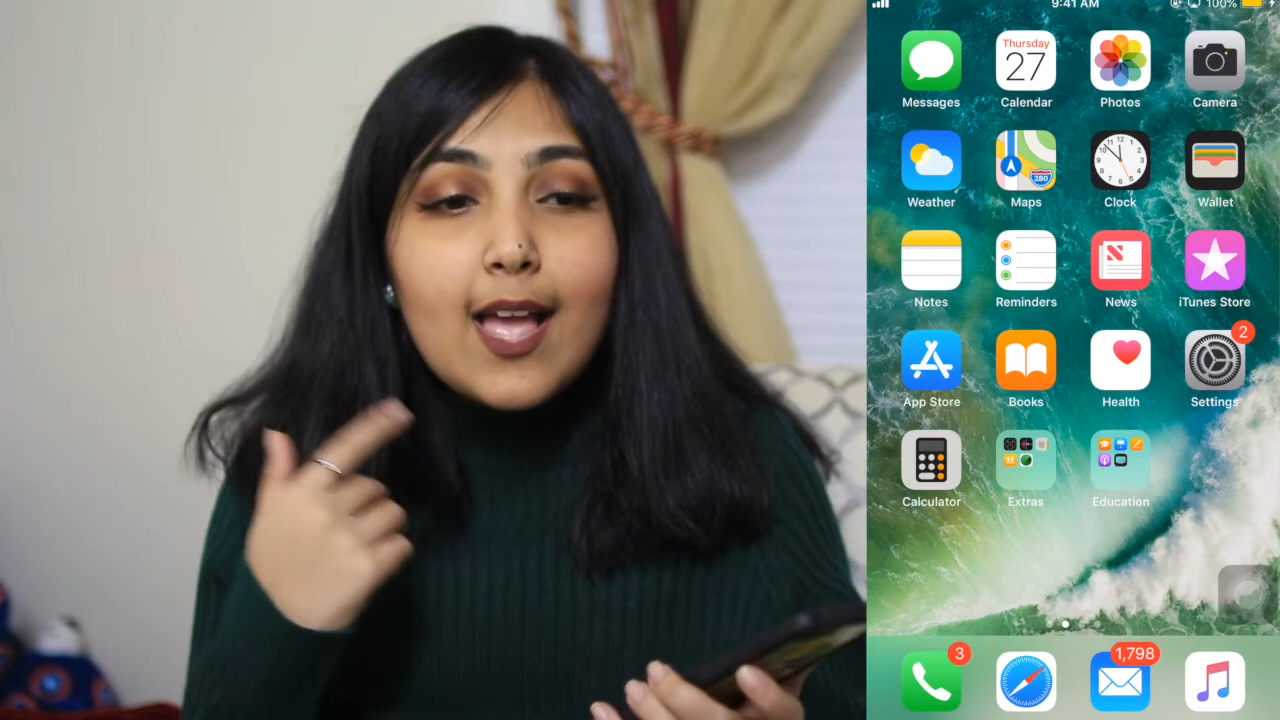 9:41 AM 100%
Thursday
27
Messages Calendar Photos Camera
280
Weather Maps Clock Wallet
Notes Reminders News iTunes Store
2
App Store Books Health Settings
Calculator Extras Education
3 1,798